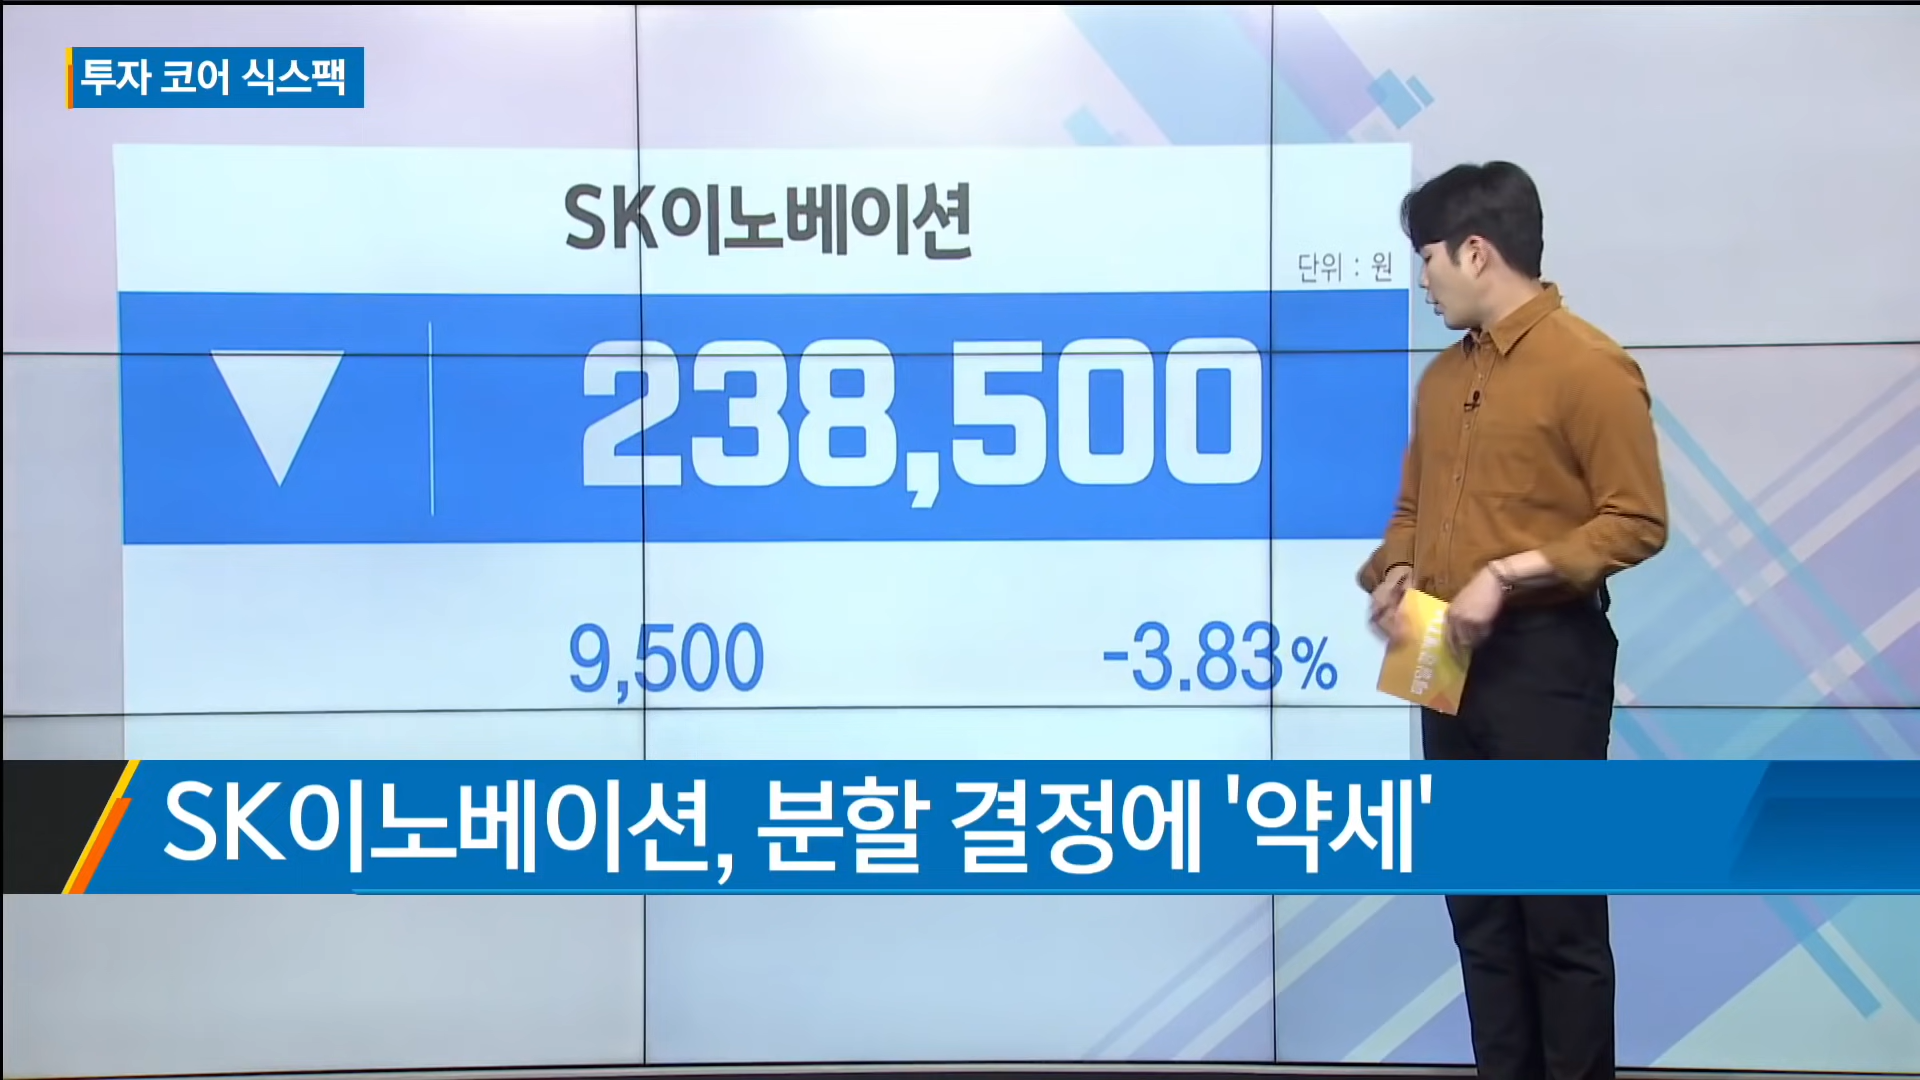 투자 코어 식스팩
SK이노베이션
단위 : 원
238,500
9,500
-3.83%
SK이노베이션, 분할 결정에 '약세'